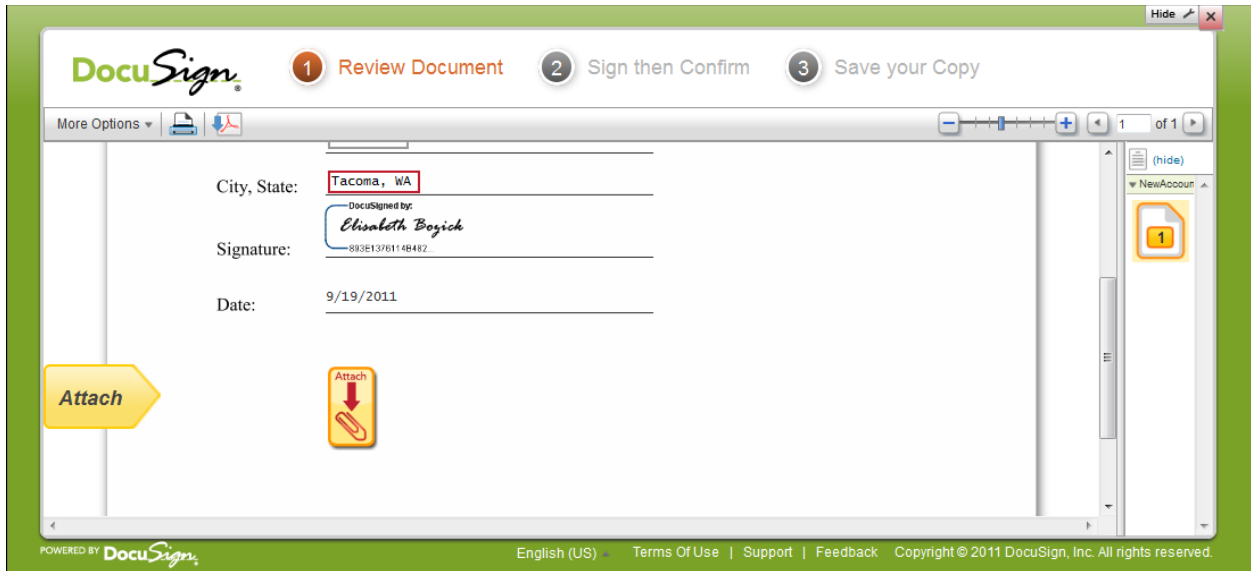 Hide
DocuSign
1 Review Document 2 Sign then Confirm 3 Save your Copy
More Options 1 of 1
(hide)
NewAccoun
City, State: Tacoma, WA
DocuSigned by:
Elisabeth Bozick
893E1376114B482...
Signature:
1
Date: 9/19/2011
Attach
Attach
POWERED BY DocuSign English (US) Terms Of Use | Support | Feedback Copyright © 2011 DocuSign, Inc. All rights reserved.